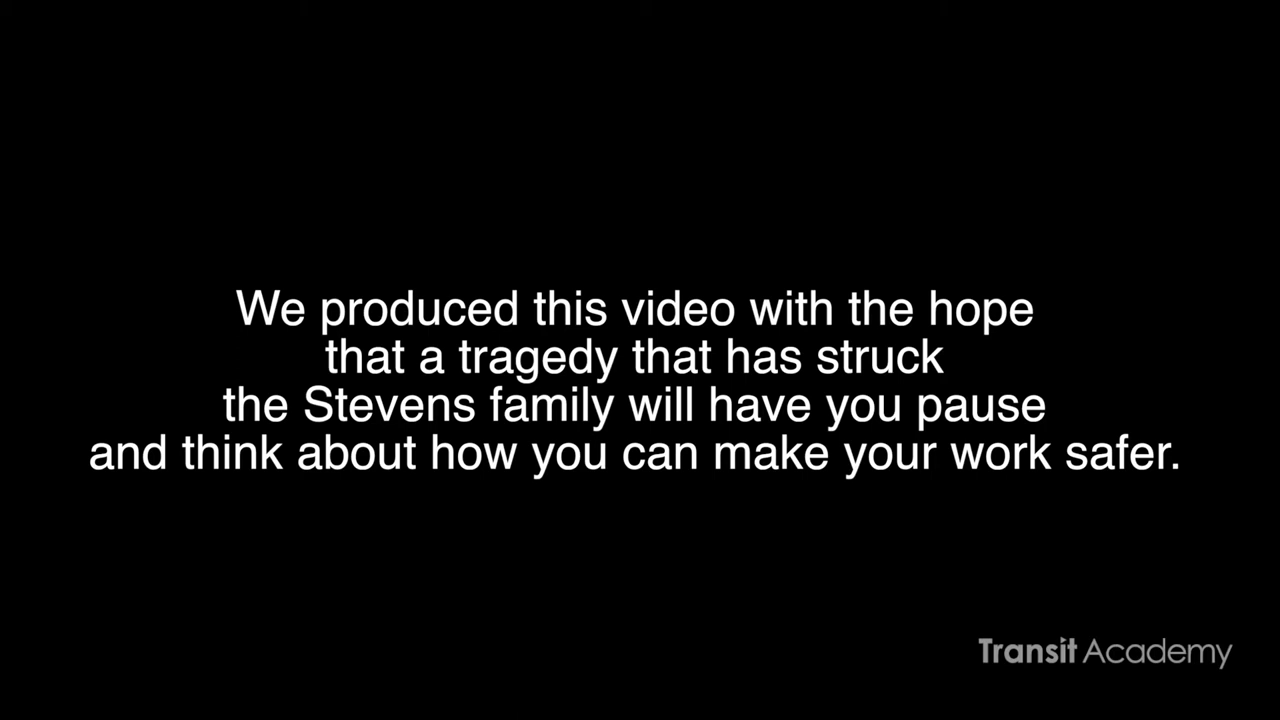 We produced this video with the hope
that a tragedy that has struck
the Stevens family will have you pause
and think about how you can make your work safer.
Transit Academy